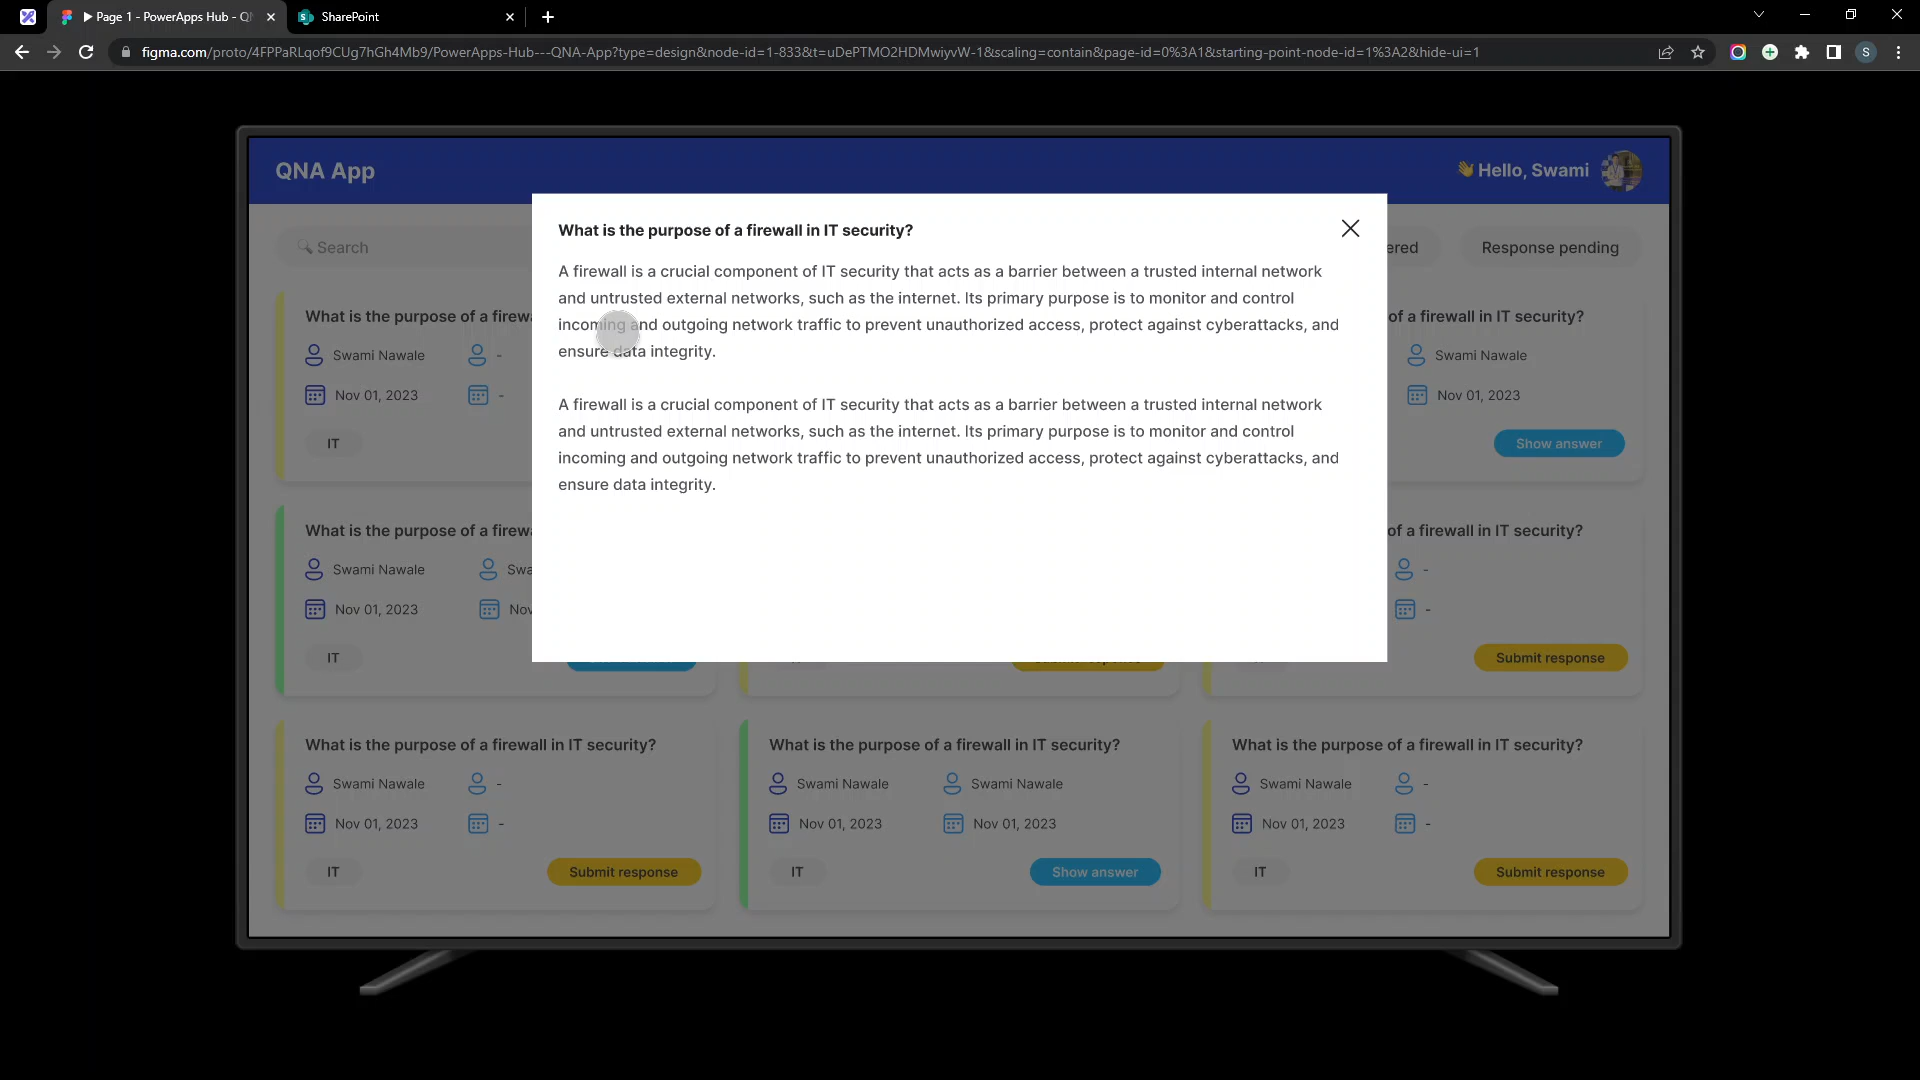 Page 1 - PowerApps Hub - QN
SharePoint
figma.com/proto/4FPPaRLqof9CUg7hGh4Mb9/PowerApps-Hub---QNA-App?type=design&node-id=1-833&t=uDePTMO2HDMwiyvW-1&scaling=contain&page-id=0%3A1&starting-point-node-id=1%3A2&hide-ui=1
S
QNA App
👋 Hello, Swami
What is the purpose of a firewall in IT security?
A firewall is a crucial component of IT security that acts as a barrier between a trusted internal network
and untrusted external networks, such as the internet. Its primary purpose is to monitor and control
incoming and outgoing network traffic to prevent unauthorized access, protect against cyberattacks, and
ensure data integrity.
A firewall is a crucial component of IT security that acts as a barrier between a trusted internal network
and untrusted external networks, such as the internet. Its primary purpose is to monitor and control
incoming and outgoing network traffic to prevent unauthorized access, protect against cyberattacks, and
ensure data integrity.
Search
ered
Response pending
What is the purpose of a firew
of a firewall in IT security?
Swami Nawale
-
Swami Nawale
Nov 01, 2023
-
Nov 01, 2023
IT
Show answer
What is the purpose of a firew
of a firewall in IT security?
Swami Nawale
Swa
-
Nov 01, 2023
Nov
-
IT
Submit response
What is the purpose of a firewall in IT security?
What is the purpose of a firewall in IT security?
What is the purpose of a firewall in IT security?
Swami Nawale
-
Swami Nawale
Swami Nawale
Swami Nawale
-
Nov 01, 2023
-
Nov 01, 2023
Nov 01, 2023
Nov 01, 2023
-
IT
Submit response
IT
Show answer
IT
Submit response